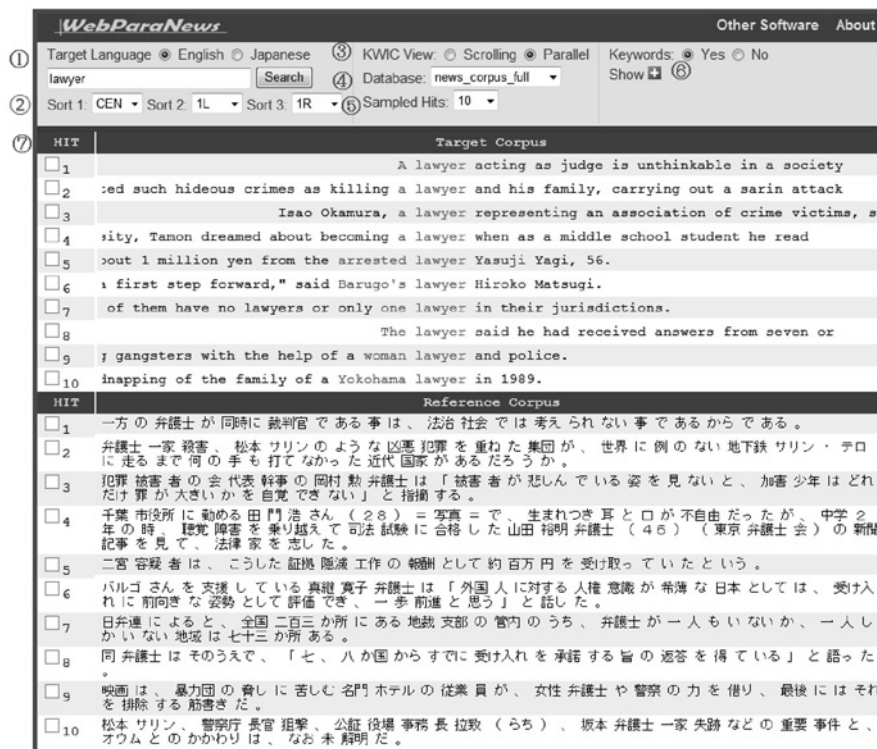 WebParaNews Other Software About
① Target Language English Japanese ③ KWIC View: Scrolling Parallel Keywords: Yes No
lawyer Search ④ Database: news_corpus_full Show ⑥
② Sort 1: CEN Sort 2: 1L Sort 3: 1R ⑤ Sampled Hits: 10
⑦ HIT Target Corpus
1 A lawyer acting as judge is unthinkable in a society
2 ted such hideous crimes as killing a lawyer and his family, carrying out a sarin attack
3 Isao Okamura, a lawyer representing an association of crime victims, s
4 sity, Tamon dreamed about becoming a lawyer when as a middle school student he read
5 bout 1 million yen from the arrested lawyer Yasuji Yagi, 56.
6 a first step forward," said Barugo's lawyer Hiroko Matsugi.
7 of them have no lawyers or only one lawyer in their jurisdictions.
8 The lawyer said he had received answers from seven or
9 g gangsters with the help of a woman lawyer and police.
10 dnapping of the family of a Yokohama lawyer in 1989.
HIT Reference Corpus
1 一方 の 弁護士 が 同時に 裁判官 で ある 事 は 、 法治 社会 で は 考え られ ない 事 で ある から で ある 。
2 弁護士 一家 殺害 、 松本 サリン の よう な 凶悪 犯罪 を 重ね た 集団 が 、 世界 に 例 の ない 地下鉄 サリン ・ テロ
に 走る まで 何 の 手 も 打て なかっ た 近代 国家 が ある だろ う か 。
3 犯罪 被害 者 の 会 代表 幹事 の 岡村 勲 弁護士 は 「 被害 者 が 悲しん で いる 姿 を 見 ない と 、 加害 少年 は どれ
だけ 罪 が 大きい か を 自覚 でき ない 」 と 指摘 する 。
4 千葉 市役所 に 勤める 田 門 浩 さん （ 28 ） ＝ 写真 ＝ で 、 生まれつき 耳 と 口 が 不自由 だっ た が 、 中学 2
年 の 時 、 聴覚 障害 を 乗り越え て 司法 試験 に 合格 し た 山田 裕明 弁護士 （ 46 ） （ 東京 弁護士 会 ） の 新聞
記事 を 見 て 、 法律 家 を 志し た 。
5 二宮 容疑 者 は 、 こうした 証拠 隠滅 工作 の 報酬 として 約 百万 円 を 受け取っ て い た と いう 。
6 バルゴ さん を 支援 し て いる 真継 寛子 弁護士 は 「 外国 人 に対する 人権 意識 が 希薄 な 日本 として は 、 受け入
れ に 前向き な 姿勢 として 評価 でき 、 一 歩 前進 と 思う 」 と 話し た 。
7 日弁連 に よる と 、 全国 二百三 か所 に ある 地裁 支部 の 管内 の うち 、 弁護士 が 一 人 も い ない か 、 一 人 し
か い ない 地域 は 七十三 か所 ある 。
8 同 弁護士 は そのうえで 、 「 七 、 八 か国 から すでに 受け入れ を 承諾 する 旨 の 返答 を 得 て いる 」 と 語っ た
。
9 映画 は 、 暴力団 の 脅し に 苦しむ 名門 ホテル の 従業 員 が 、 女性 弁護士 や 警察 の 力 を 借り 、 最後 に は それ
を 排除 する 筋書き だ 。
10 松本 サリン 、 警察庁 長官 狙撃 、 公証 役場 事務 長 拉致 （ らち ） 、 坂本 弁護士 一家 失跡 など の 重要 事件 と 、
オウム と の かかわり は 、 なお 未 解明 だ 。